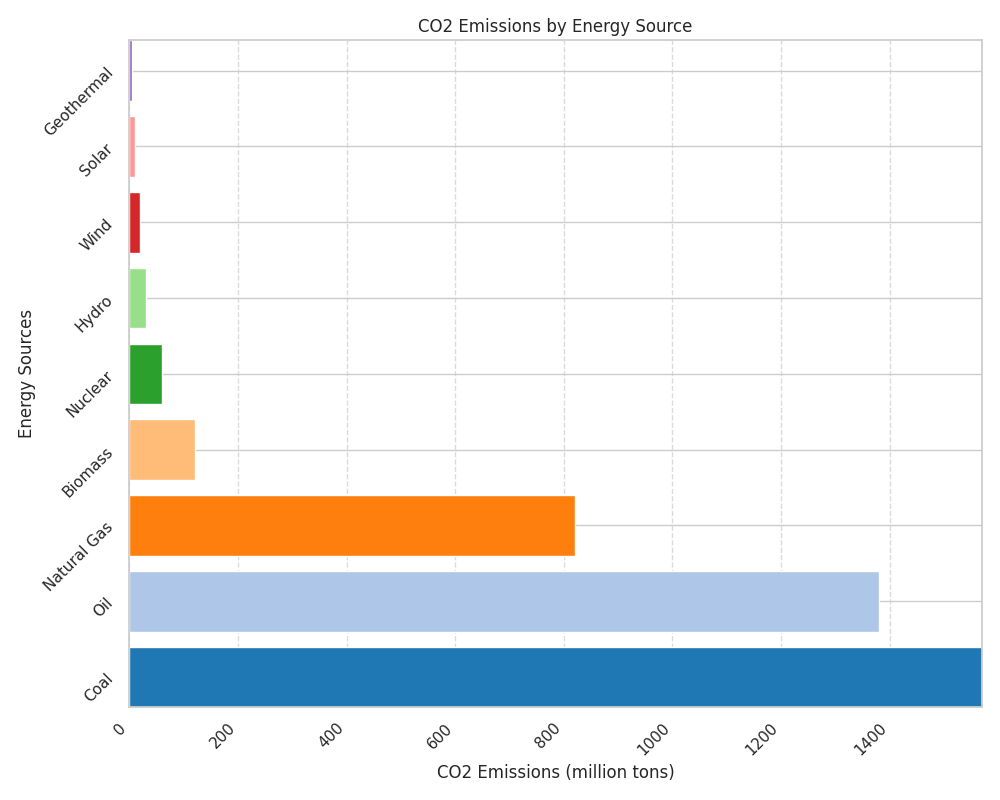 CO2 Emissions by Energy Source
Energy Sources
Geothermal
Solar
Wind
Hydro
Nuclear
Biomass
Natural Gas
Oil
Coal
0
200
400
600
800
1000
1200
1400
CO2 Emissions (million tons)